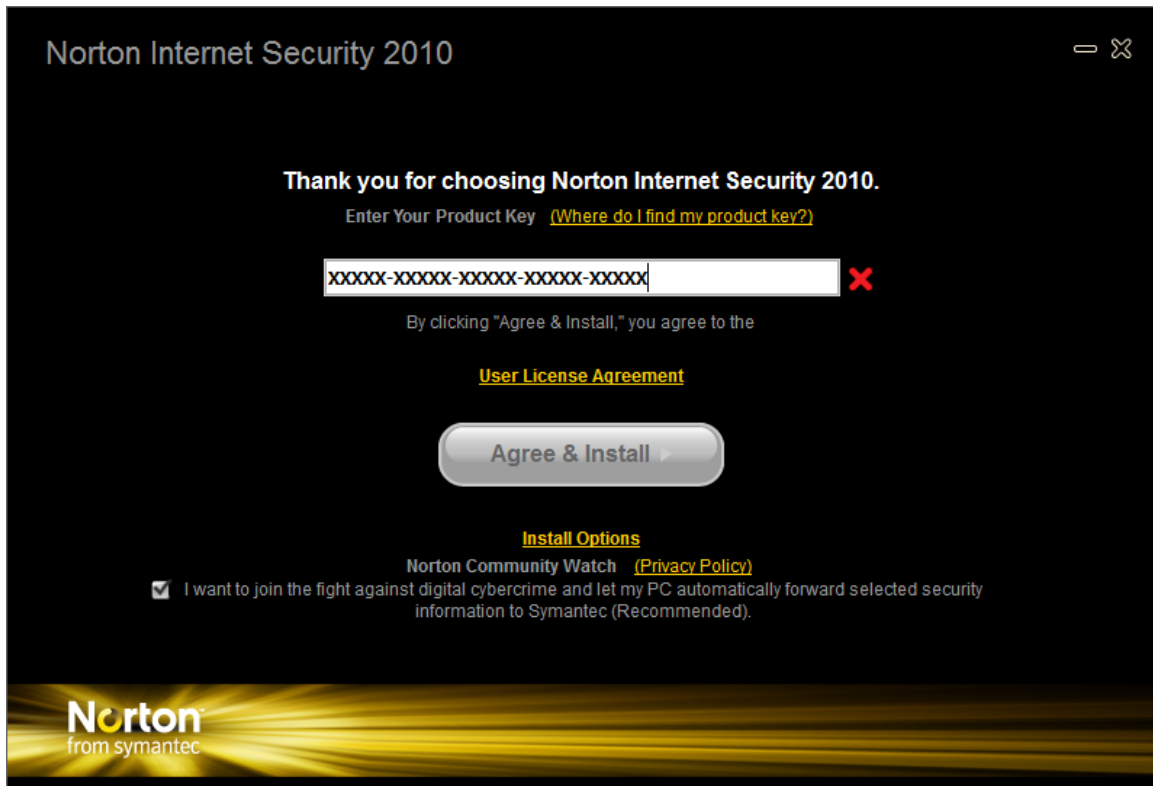 Norton Internet Security 2010
Thank you for choosing Norton Internet Security 2010.
Enter Your Product Key (Where do I find my product key?)
XXXXX-XXXXX-XXXXX-XXXXX-XXXXX
By clicking "Agree & Install," you agree to the
User License Agreement
Agree & Install
Install Options
Norton Community Watch (Privacy Policy)
I want to join the fight against digital cybercrime and let my PC automatically forward selected security
information to Symantec (Recommended).
Norton
from symantec